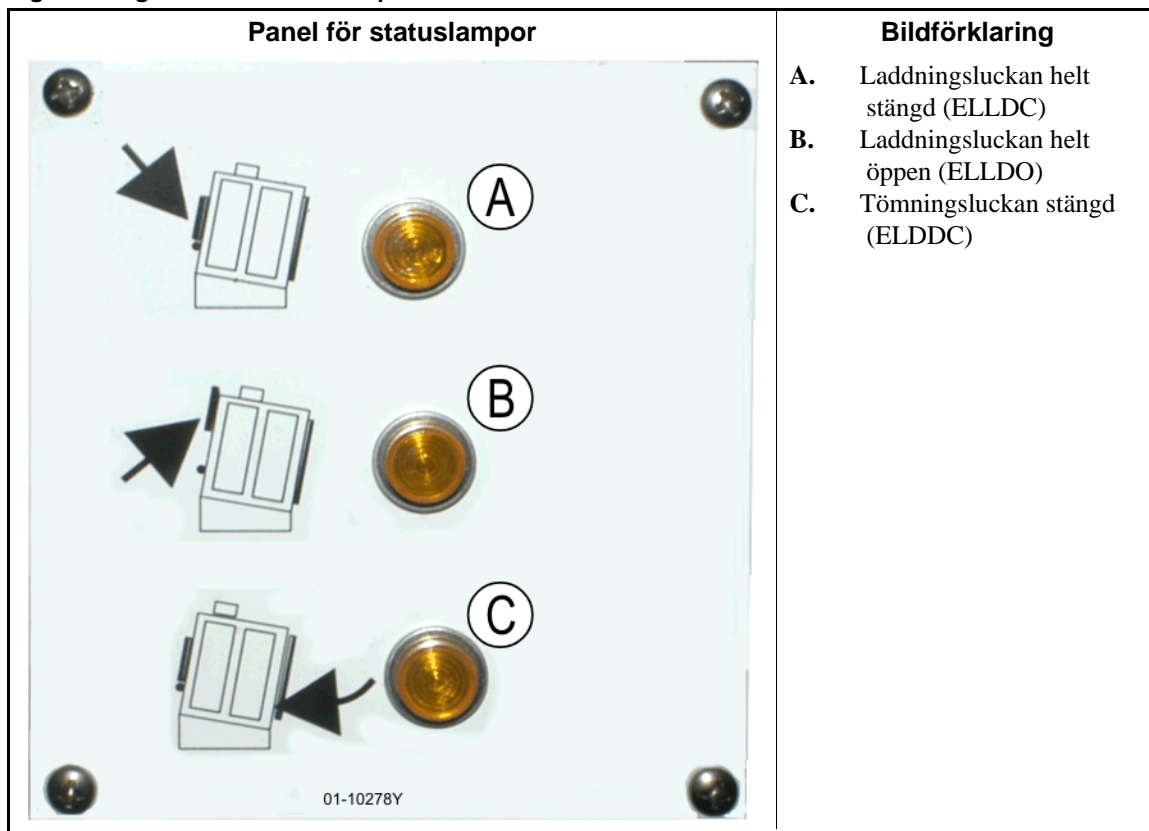 Panel för statuslampor
Bildförklaring
A. Laddningsluckan helt
stängd (ELLDC)
B. Laddningsluckan helt
öppen (ELLDO)
C. Tömningsluckan stängd
(ELDDC)
A
B
C
01-10278Y